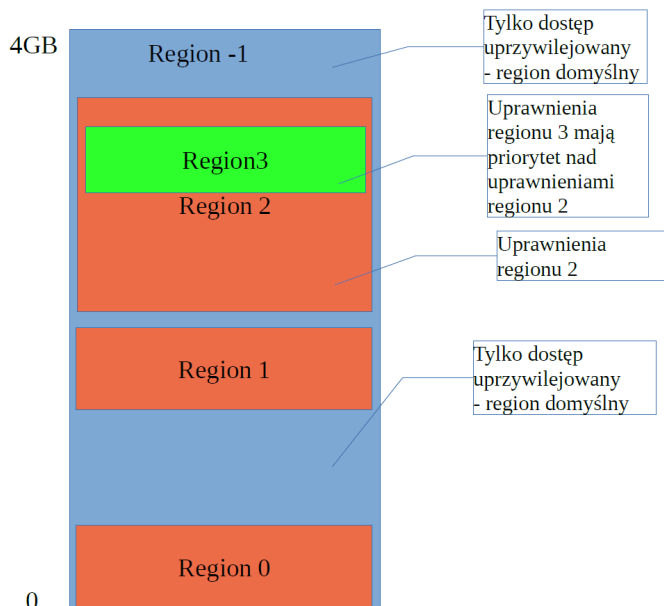 4GB
Region -1
Tylko dostęp
uprzywilejowany
- region domyślny
Uprawnienia
regionu 3 mają
priorytet nad
uprawnieniami
regionu 2
Region3
Region 2
Uprawnienia
regionu 2
Region 1
Tylko dostęp
uprzywilejowany
- region domyślny
Region 0
0